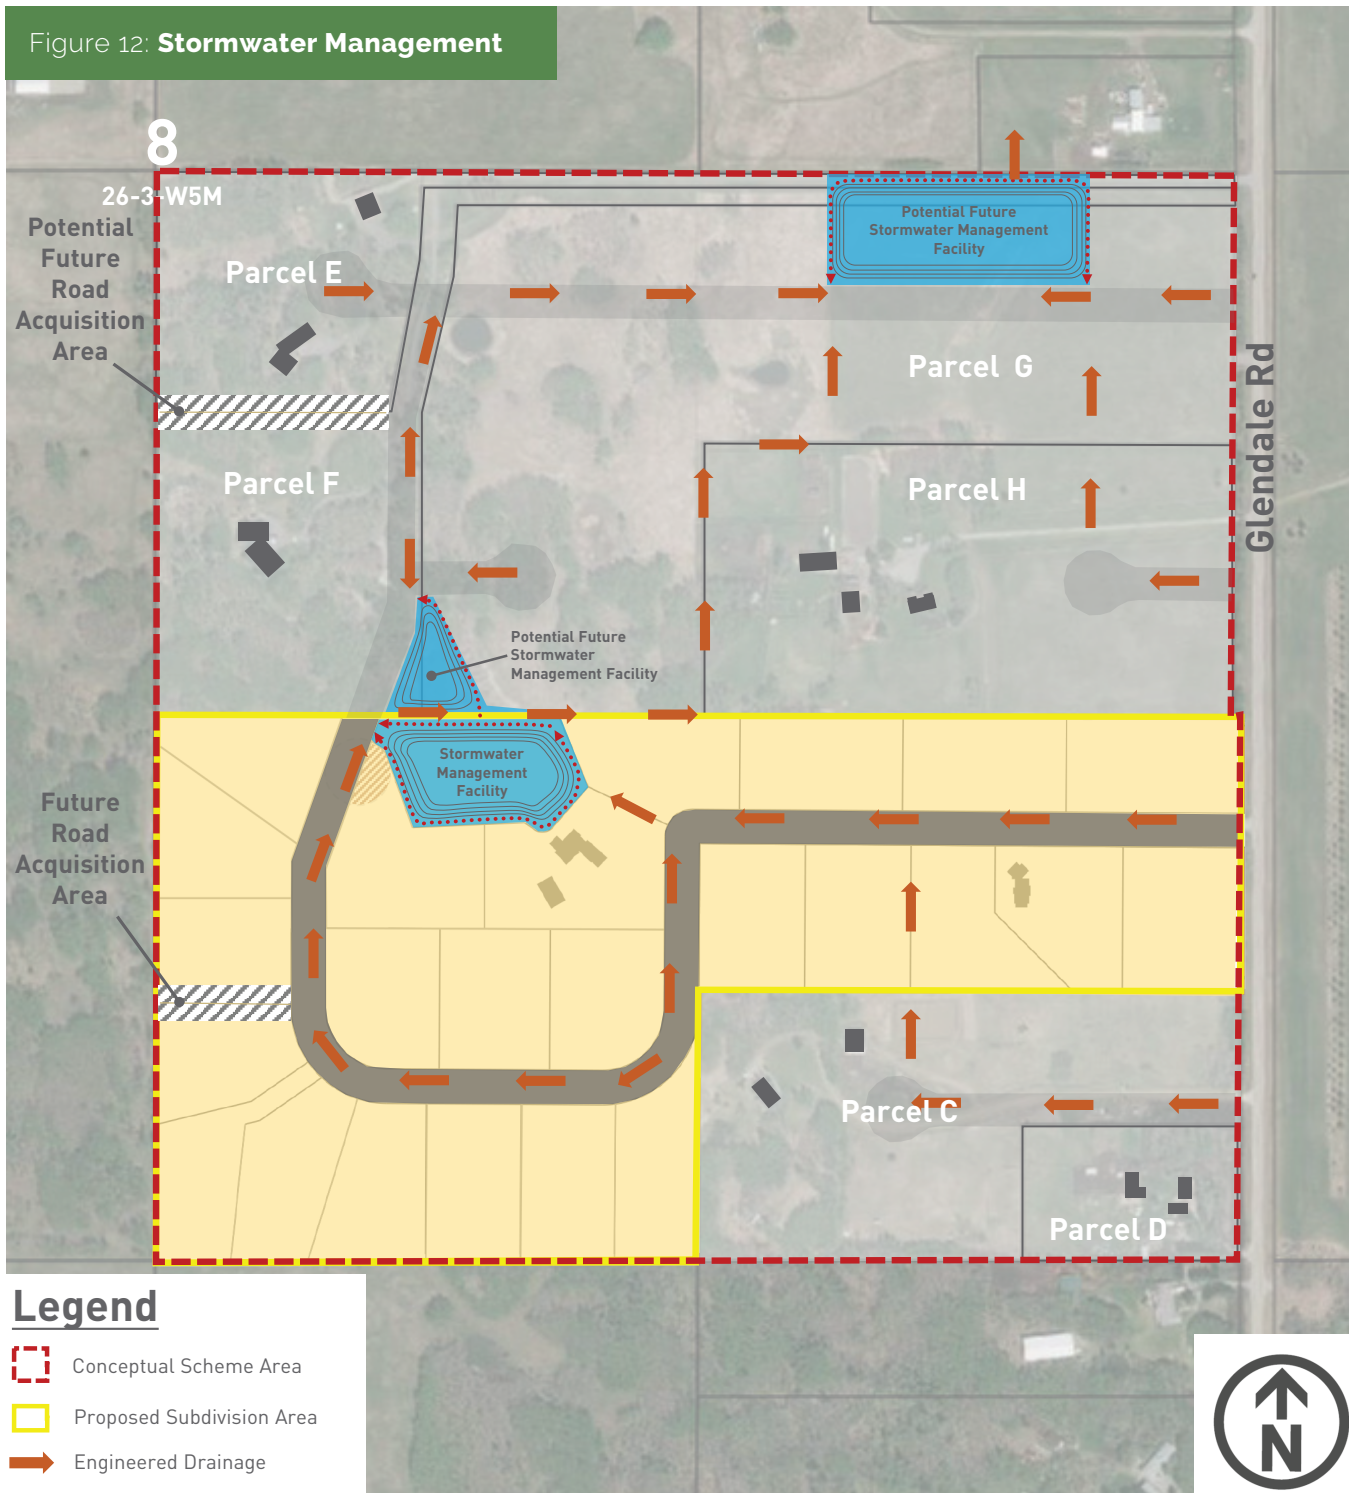 Figure 12: Stormwater Management
8
26-3-W5M
Potential
Future
Road
Acquisition
Area
Parcel E
Potential Future
Stormwater Management
Facility
Parcel G
Glendale Rd
Parcel F
Parcel H
Potential Future
Stormwater
Management Facility
Stormwater
Management
Facility
Future
Road
Acquisition
Area
Parcel C
Parcel D
Legend
Conceptual Scheme Area
Proposed Subdivision Area
Engineered Drainage
N